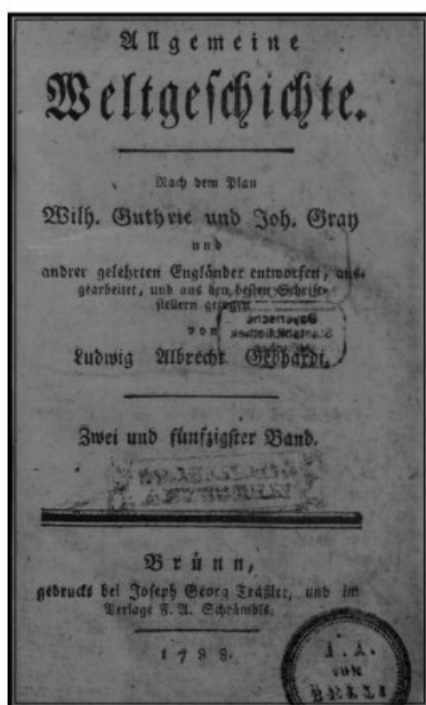 Allgemeine
Weltgeschichte.
Nach dem Plan
Wilh. Guthrie und Joh. Gray
und
andrer gelehrten Engländer entworfen, aus-
gearbeitet, und aus den besten Schrift-
stellern gezogen
von
Ludwig Albrecht Gebhardi.
Zwei und fünfzigster Band.
Brünn,
gedruckt bei Joseph Georg Traßler, und im
Verlage F. A. Schrämbls.
1788.
F. A.
VON